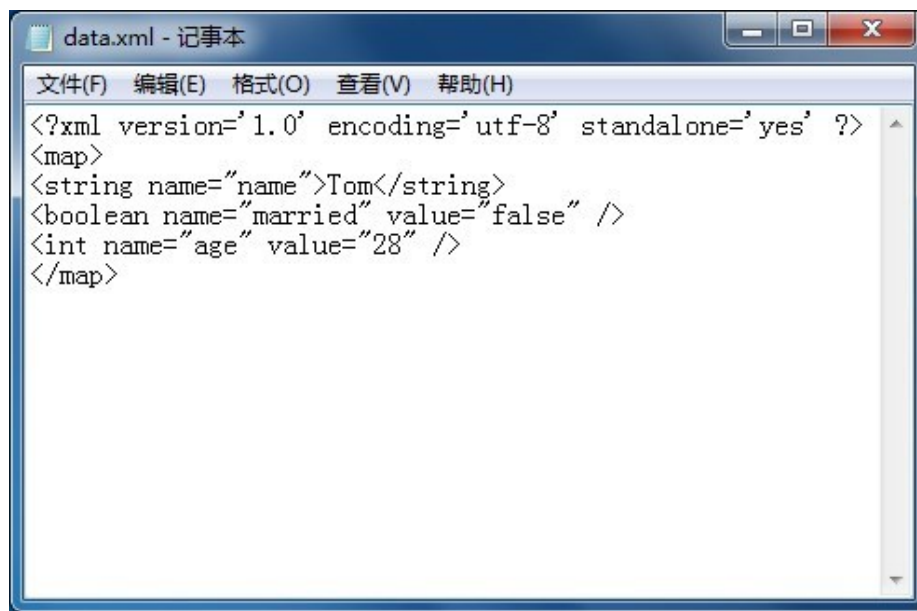 data.xml - 记事本
文件(F) 编辑(E) 格式(O) 查看(V) 帮助(H)
<?xml version='1.0' encoding='utf-8' standalone='yes' ?>
<map>
<string name="name">Tom</string>
<boolean name="married" value="false" />
<int name="age" value="28" />
</map>